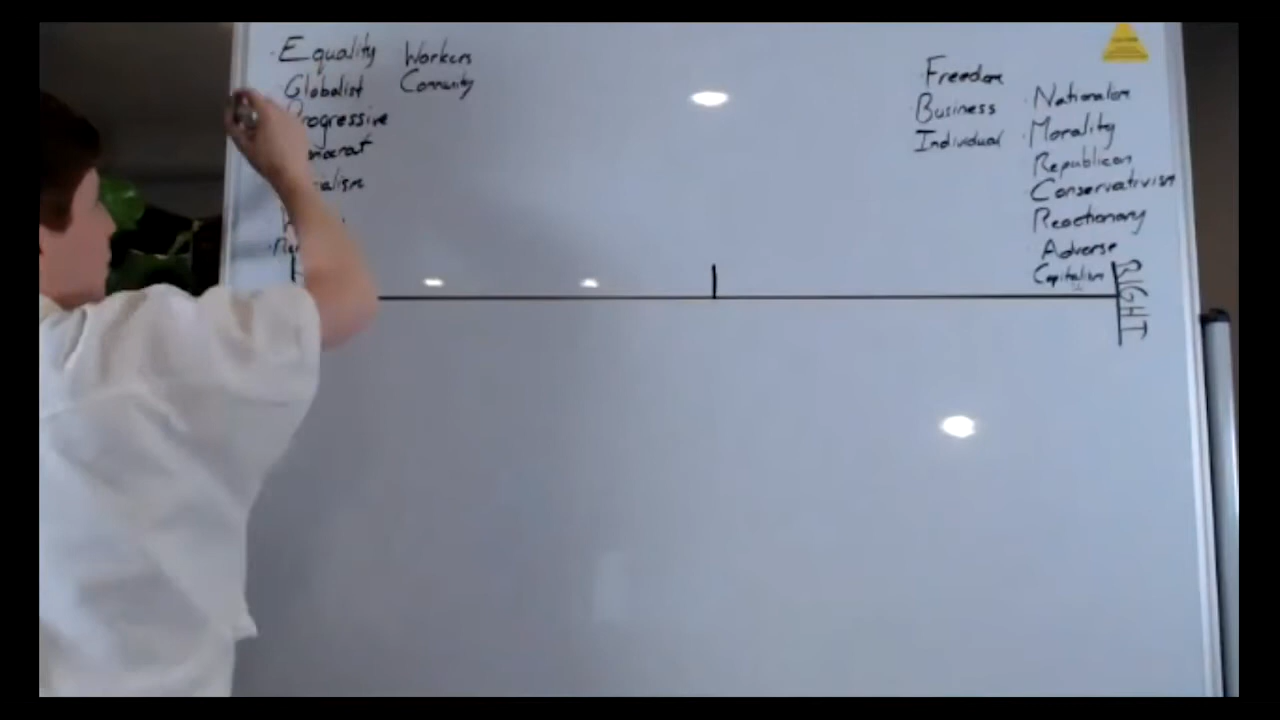 Equality
Globalist
Progressive
Workers
Community
Freedom
Business
Individual
Nationalism
Morality
Republican
Conservativism
Reactionary
Adverse
Capitalism
RIGHT